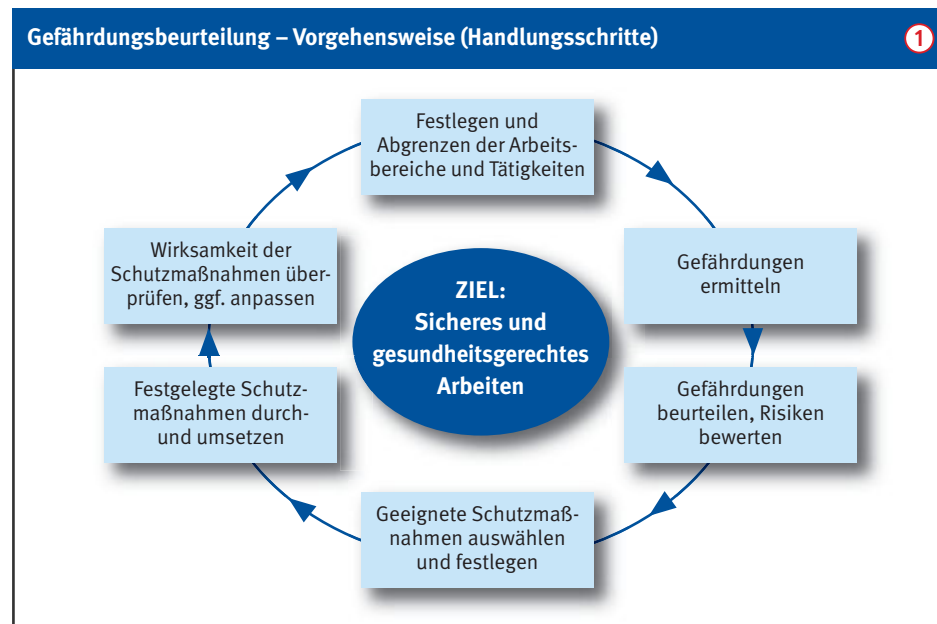 Gefährdungsbeurteilung – Vorgehensweise (Handlungsschritte)
1
Festlegen und
Abgrenzen der Arbeits-
bereiche und Tätigkeiten
Gefährdungen
ermitteln
Gefährdungen
beurteilen, Risiken
bewerten
Geeignete Schutzmaß-
nahmen auswählen
und festlegen
Festgelegte Schutz-
maßnahmen durch-
und umsetzen
Wirksamkeit der
Schutzmaßnahmen über-
prüfen, ggf. anpassen
ZIEL:
Sicheres und
gesundheitsgerechtes
Arbeiten